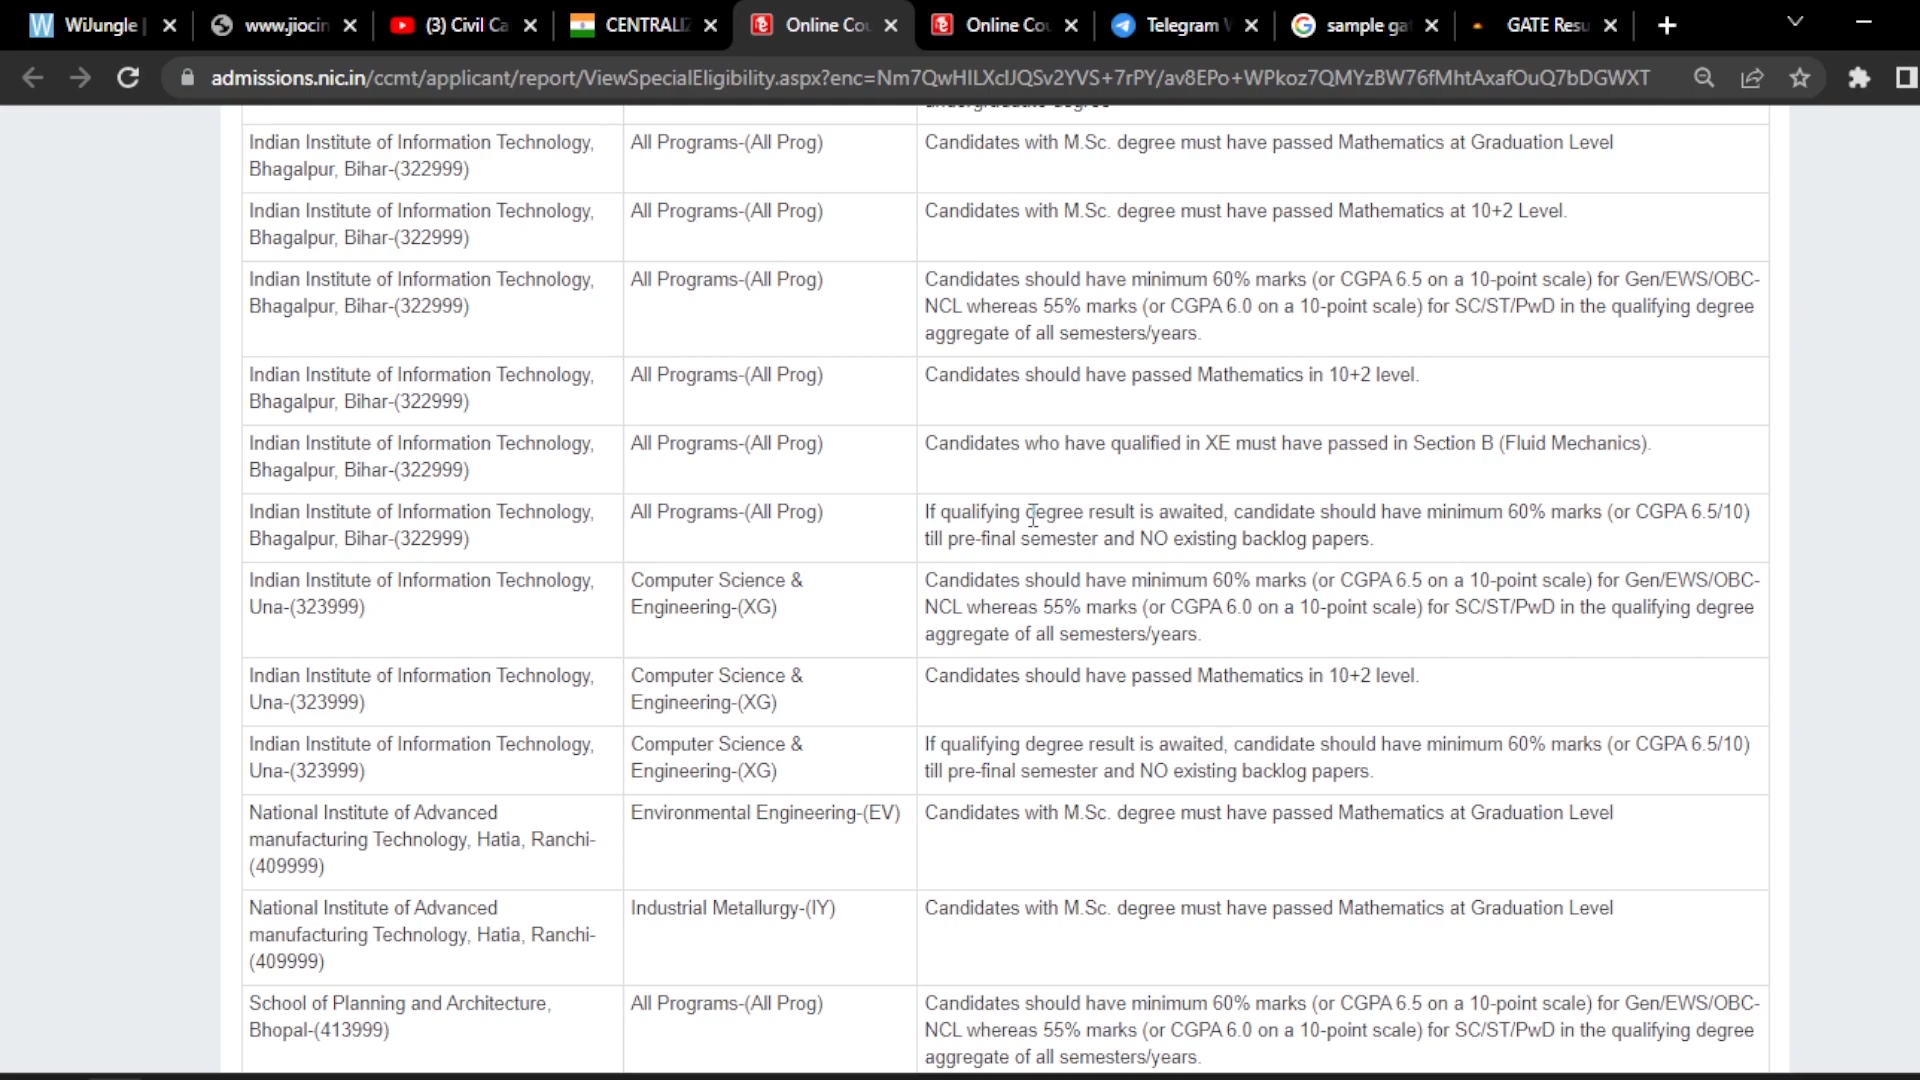 WiJungle |
www.jiocin
(3) Civil Ca
CENTRALIZ
Online Cou
Online Cou
Telegram
sample ga
GATE Resu
admissions.nic.in/ccmt/applicant/report/ViewSpecialEligibility.aspx?enc=Nm7QwHILXclJQSv2YVS+7rPY/av8EPo+WPkoz7QMYzBW76fMhtAxafOuQ7bDGWXT
Indian Institute of Information Technology,
Bhagalpur, Bihar-(322999)
All Programs-(All Prog)
Candidates with M.Sc. degree must have passed Mathematics at Graduation Level
Indian Institute of Information Technology,
Bhagalpur, Bihar-(322999)
All Programs-(All Prog)
Candidates with M.Sc. degree must have passed Mathematics at 10+2 Level.
Indian Institute of Information Technology,
Bhagalpur, Bihar-(322999)
All Programs-(All Prog)
Candidates should have minimum 60% marks (or CGPA 6.5 on a 10-point scale) for Gen/EWS/OBC-
NCL whereas 55% marks (or CGPA 6.0 on a 10-point scale) for SC/ST/PwD in the qualifying degree
aggregate of all semesters/years.
Indian Institute of Information Technology,
Bhagalpur, Bihar-(322999)
All Programs-(All Prog)
Candidates should have passed Mathematics in 10+2 level.
Indian Institute of Information Technology,
Bhagalpur, Bihar-(322999)
All Programs-(All Prog)
Candidates who have qualified in XE must have passed in Section B (Fluid Mechanics).
Indian Institute of Information Technology,
Bhagalpur, Bihar-(322999)
All Programs-(All Prog)
If qualifying degree result is awaited, candidate should have minimum 60% marks (or CGPA 6.5/10)
till pre-final semester and NO existing backlog papers.
Indian Institute of Information Technology,
Una-(323999)
Computer Science &
Engineering-(XG)
Candidates should have minimum 60% marks (or CGPA 6.5 on a 10-point scale) for Gen/EWS/OBC-
NCL whereas 55% marks (or CGPA 6.0 on a 10-point scale) for SC/ST/PwD in the qualifying degree
aggregate of all semesters/years.
Indian Institute of Information Technology,
Una-(323999)
Computer Science &
Engineering-(XG)
Candidates should have passed Mathematics in 10+2 level.
Indian Institute of Information Technology,
Una-(323999)
Computer Science &
Engineering-(XG)
If qualifying degree result is awaited, candidate should have minimum 60% marks (or CGPA 6.5/10)
till pre-final semester and NO existing backlog papers.
National Institute of Advanced
manufacturing Technology, Hatia, Ranchi-
(409999)
Environmental Engineering-(EV)
Candidates with M.Sc. degree must have passed Mathematics at Graduation Level
National Institute of Advanced
manufacturing Technology, Hatia, Ranchi-
(409999)
Industrial Metallurgy-(IY)
Candidates with M.Sc. degree must have passed Mathematics at Graduation Level
School of Planning and Architecture,
Bhopal-(413999)
All Programs-(All Prog)
Candidates should have minimum 60% marks (or CGPA 6.5 on a 10-point scale) for Gen/EWS/OBC-
NCL whereas 55% marks (or CGPA 6.0 on a 10-point scale) for SC/ST/PwD in the qualifying degree
aggregate of all semesters/years.